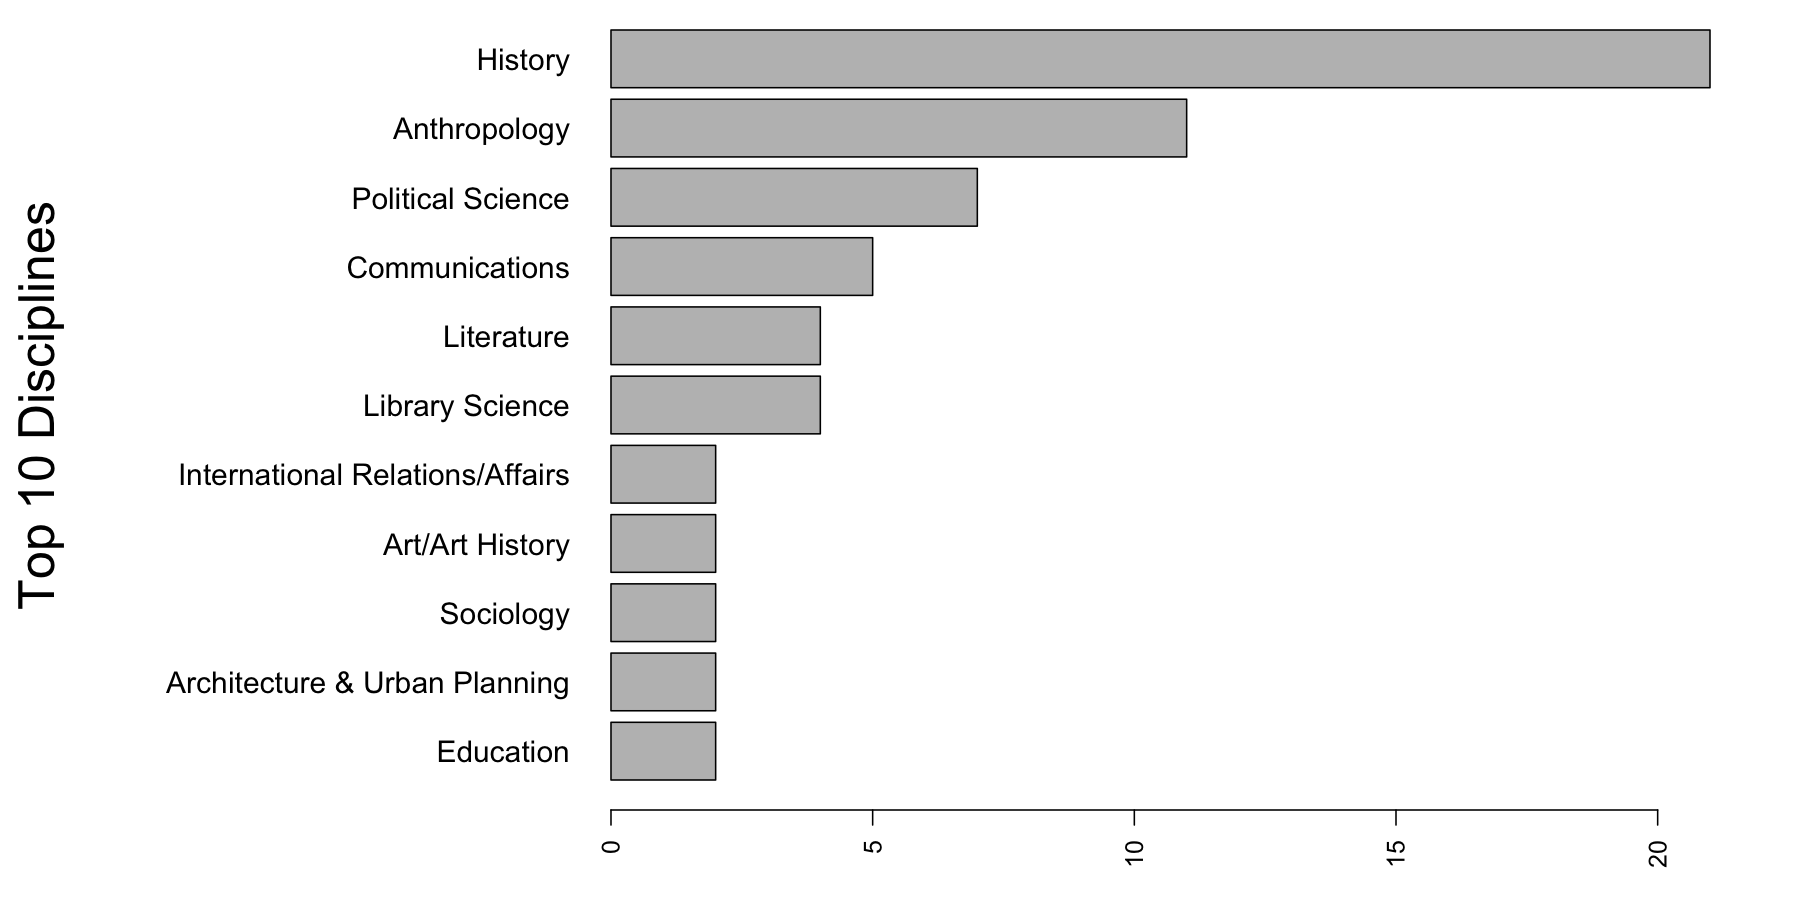 Top 10 Disciplines
History
Anthropology
Political Science
Communications
Literature
Library Science
International Relations/Affairs
Art/Art History
Sociology
Architecture & Urban Planning
Education
0 5 10 15 20